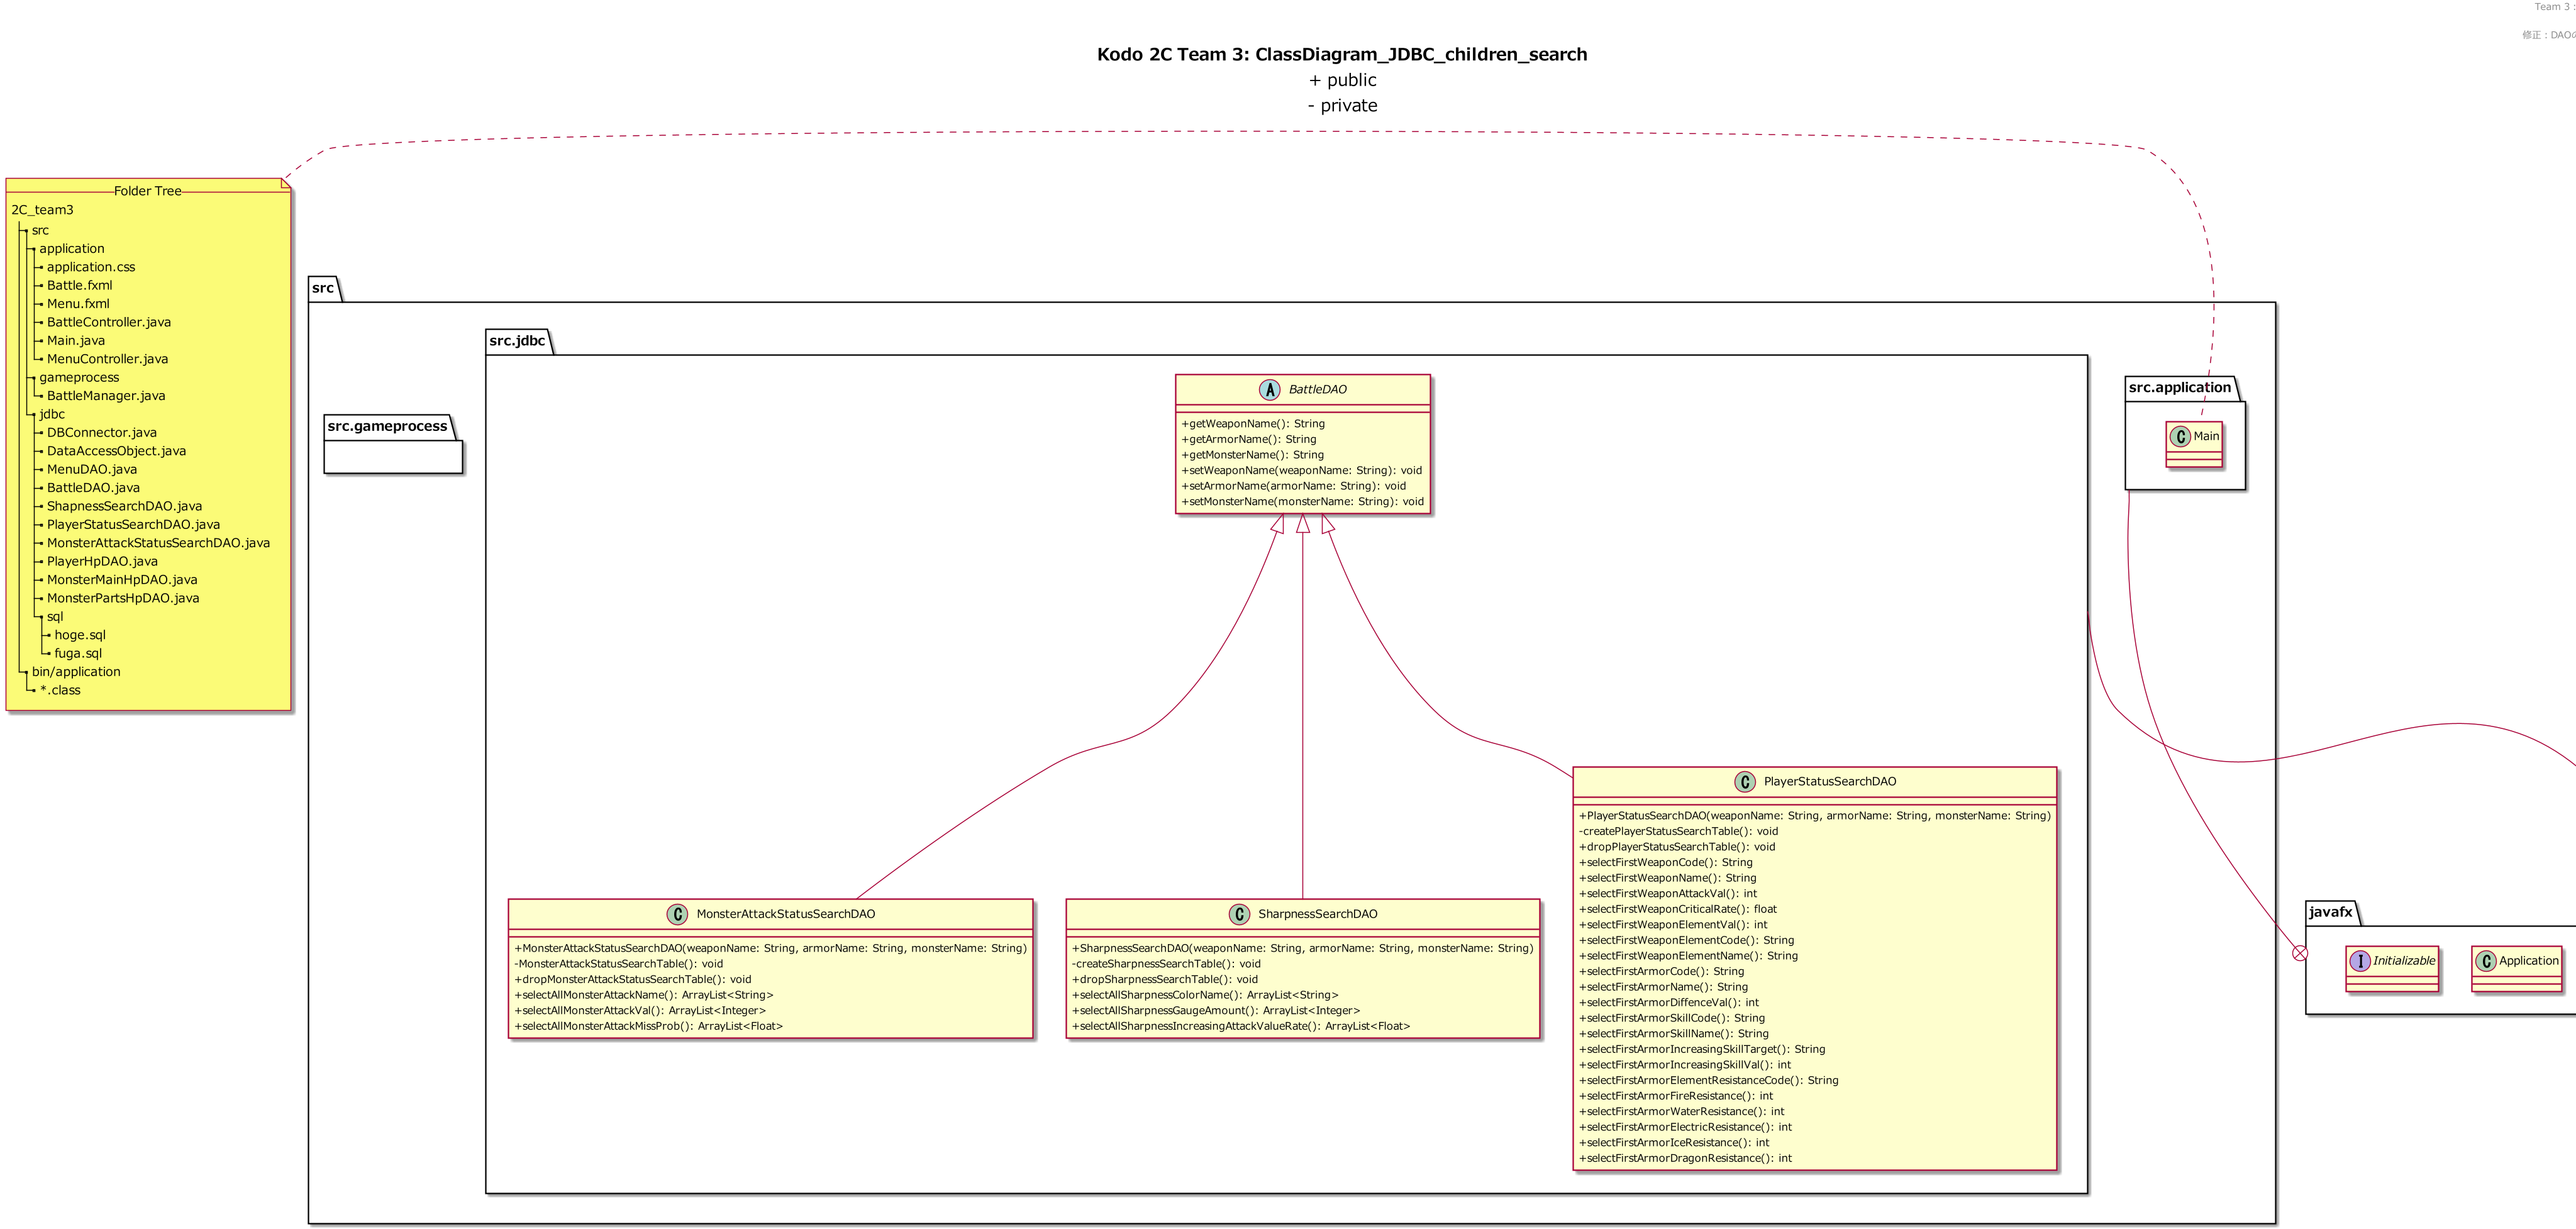 Team 3 :
修正 : DAOの
Kodo 2C Team 3: ClassDiagram_JDBC_children_search
+ public
- private
Folder Tree
2C_team3
src
application
application.css
Battle.fxml
Menu.fxml
BattleController.java
Main.java
MenuController.java
gameprocess
BattleManager.java
jdbc
DBConnector.java
DataAccessObject.java
MenuDAO.java
BattleDAO.java
ShapnessSearchDAO.java
PlayerStatusSearchDAO.java
MonsterAttackStatusSearchDAO.java
PlayerHpDAO.java
MonsterMainHpDAO.java
MonsterPartsHpDAO.java
sql
hoge.sql
fuga.sql
bin/application
*.class
src
src.gameprocess
src.jdbc
A BattleDAO
+getWeaponName(): String
+getArmorName(): String
+getMonsterName(): String
+setWeaponName(weaponName: String): void
+setArmorName(armorName: String): void
+setMonsterName(monsterName: String): void
C MonsterAttackStatusSearchDAO
+MonsterAttackStatusSearchDAO(weaponName: String, armorName: String, monsterName: String)
-MonsterAttackStatusSearchTable(): void
+dropMonsterAttackStatusSearchTable(): void
+selectAllMonsterAttackName(): ArrayList<String>
+selectAllMonsterAttackVal(): ArrayList<Integer>
+selectAllMonsterAttackMissProb(): ArrayList<Float>
C SharpnessSearchDAO
+SharpnessSearchDAO(weaponName: String, armorName: String, monsterName: String)
-createSharpnessSearchTable(): void
+dropSharpnessSearchTable(): void
+selectAllSharpnessColorName(): ArrayList<String>
+selectAllSharpnessGaugeAmount(): ArrayList<Integer>
+selectAllSharpnessIncreasingAttackValueRate(): ArrayList<Float>
C PlayerStatusSearchDAO
+PlayerStatusSearchDAO(weaponName: String, armorName: String, monsterName: String)
-createPlayerStatusSearchTable(): void
+dropPlayerStatusSearchTable(): void
+selectFirstWeaponCode(): String
+selectFirstWeaponName(): String
+selectFirstWeaponAttackVal(): int
+selectFirstWeaponCriticalRate(): float
+selectFirstWeaponElementVal(): int
+selectFirstWeaponElementCode(): String
+selectFirstWeaponElementName(): String
+selectFirstArmorCode(): String
+selectFirstArmorName(): String
+selectFirstArmorDiffenceVal(): int
+selectFirstArmorSkillCode(): String
+selectFirstArmorSkillName(): String
+selectFirstArmorIncreasingSkillTarget(): String
+selectFirstArmorIncreasingSkillVal(): int
+selectFirstArmorElementResistanceCode(): String
+selectFirstArmorFireResistance(): int
+selectFirstArmorWaterResistance(): int
+selectFirstArmorElectricResistance(): int
+selectFirstArmorIceResistance(): int
+selectFirstArmorDragonResistance(): int
src.application
C Main
javafx
I Initializable
C Application